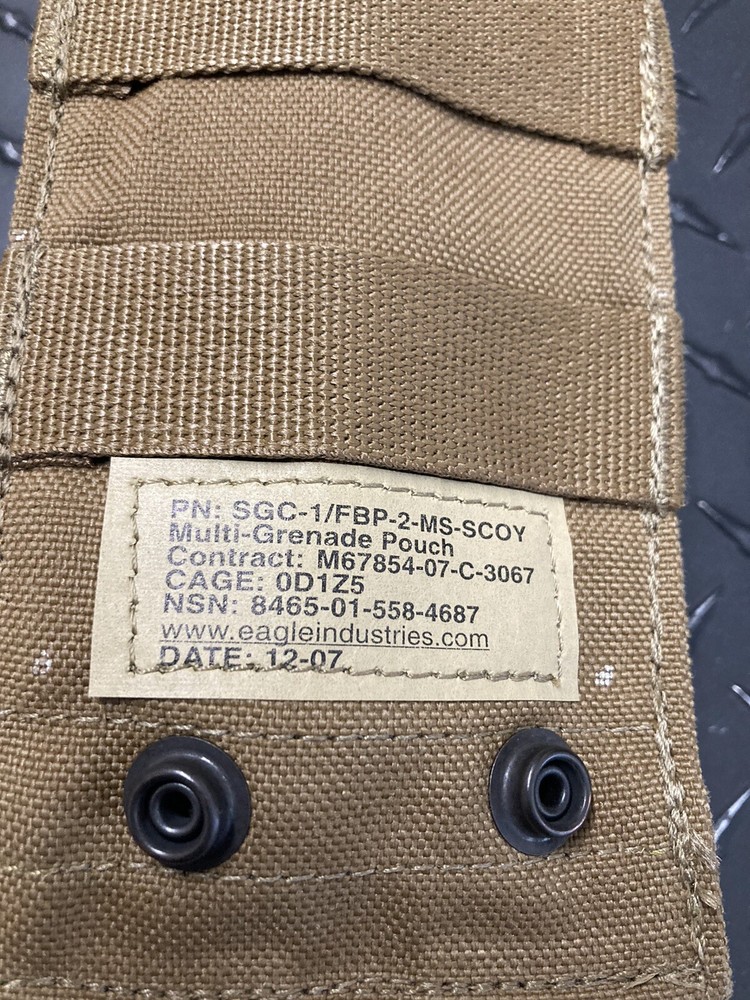 PN: SGC-1/FBP-2-MS-SCOY
Multi-Grenade Pouch
Contract: M67854-07-C-3067
CAGE: 0D1Z5
NSN: 8465-01-558-4687
www.eagleindustries.com
DATE: 12-07